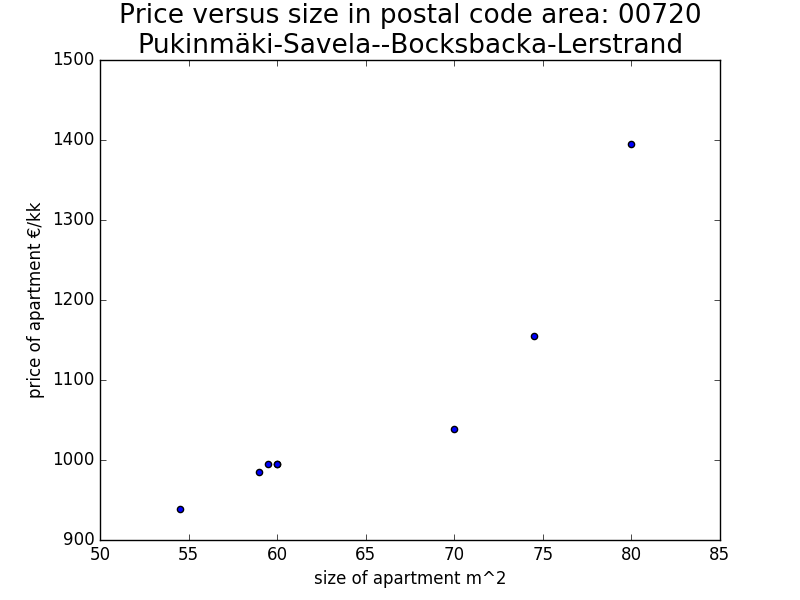 Price versus size in postal code area: 00720
Pukinmäki-Savela--Bocksbacka-Lerstrand
1500
1400
1300
1200
1100
1000
900
price of apartment €/kk
50 55 60 65 70 75 80 85
size of apartment m^2